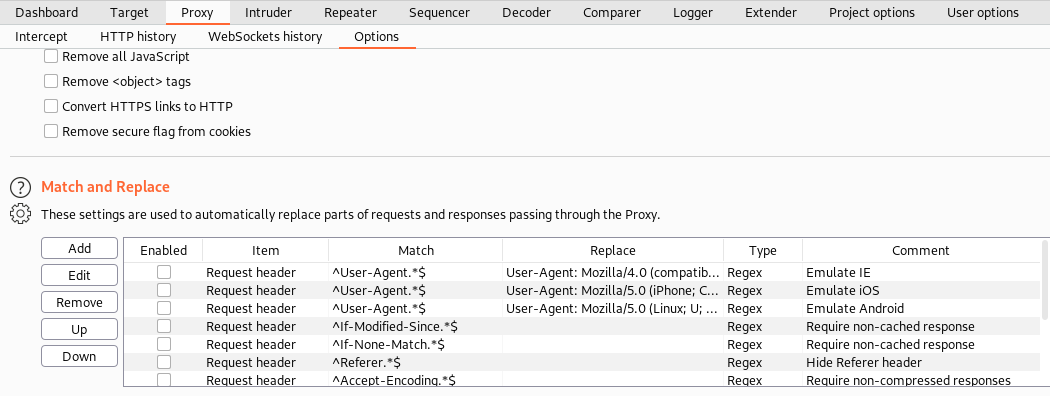 Dashboard Target Proxy Intruder Repeater Sequencer Decoder Comparer Logger Extender Project options User options
Intercept HTTP history WebSockets history Options
Remove all JavaScript
Remove <object> tags
Convert HTTPS links to HTTP
Remove secure flag from cookies
? Match and Replace
These settings are used to automatically replace parts of requests and responses passing through the Proxy.
Add
Edit
Remove
Up
Down
Enabled Item Match Replace Type Comment
Request header ^User-Agent.*$ User-Agent: Mozilla/4.0 (compatib... Regex Emulate IE
Request header ^User-Agent.*$ User-Agent: Mozilla/5.0 (iPhone; C... Regex Emulate iOS
Request header ^User-Agent.*$ User-Agent: Mozilla/5.0 (Linux; U; ... Regex Emulate Android
Request header ^If-Modified-Since.*$ Regex Require non-cached response
Request header ^If-None-Match.*$ Regex Require non-cached response
Request header ^Referer.*$ Regex Hide Referer header
Request header ^Accept-Encoding.*$ Regex Require non-compressed responses